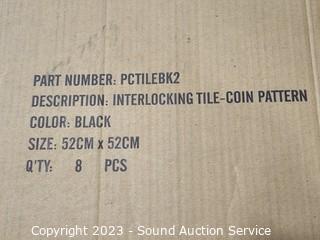 PART NUMBER: PCTILEBK2
DESCRIPTION: INTERLOCKING TILE-COIN PATTERN
COLOR: BLACK
SIZE: 52CM x 52CM
Q'TY: 8 PCS
Copyright 2023 - Sound Auction Service